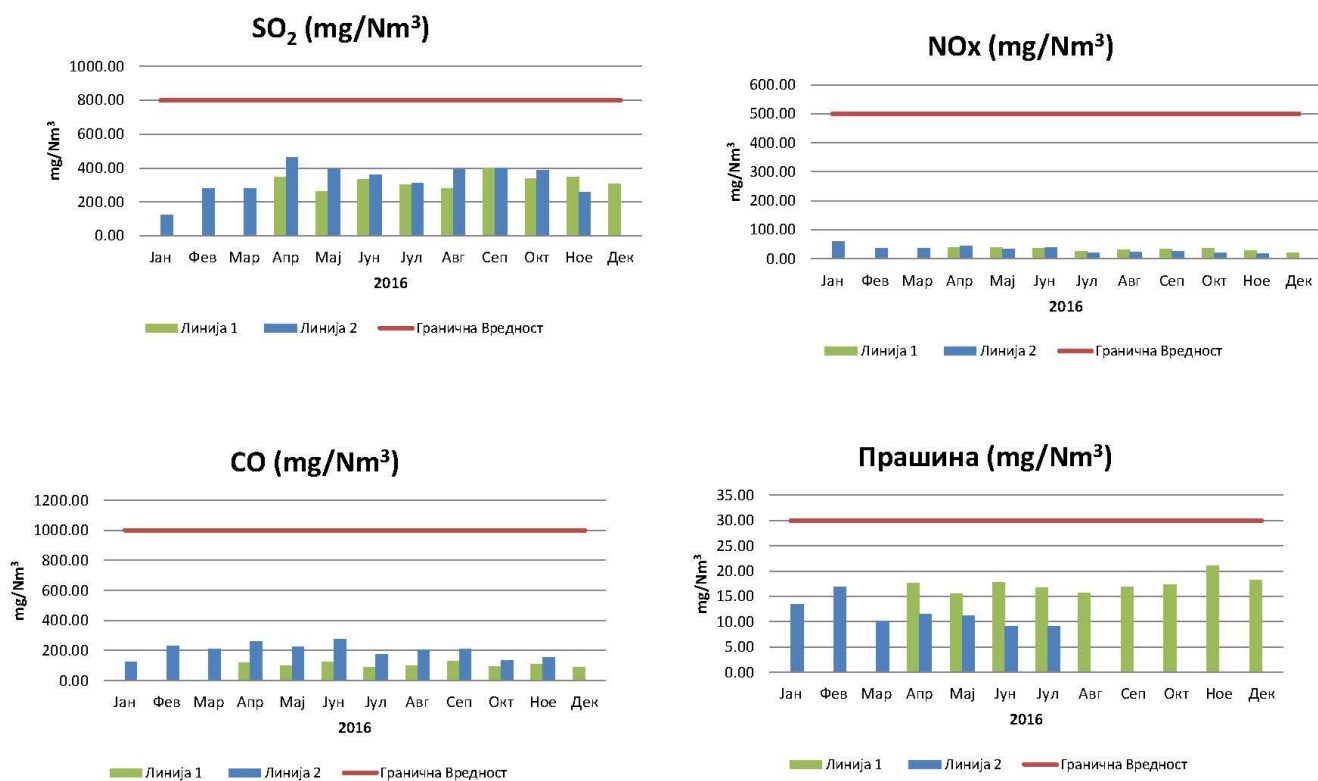 SO₂ (mg/Nm³)
1000.00
800.00
600.00
400.00
200.00
0.00
mg/Nm³
Јан Фев Мар Апр Мај Јун Јул Авг Сеп Окт Ное Дек
2016
Линија 1 Линија 2 Гранична Вредност
NOx (mg/Nm³)
600.00
500.00
400.00
300.00
200.00
100.00
0.00
mg/Nm³
Јан Фев Мар Апр Мај Јун Јул Авг Сеп Окт Ное Дек
2016
Линија 1 Линија 2 Гранична Вредност
CO (mg/Nm³)
1200.00
1000.00
800.00
600.00
400.00
200.00
0.00
mg/Nm³
Јан Фев Мар Апр Мај Јун Јул Авг Сеп Окт Ное Дек
2016
Линија 1 Линија 2 Гранична Вредност
Прашина (mg/Nm³)
35.00
30.00
25.00
20.00
15.00
10.00
5.00
0.00
mg/Nm³
Јан Фев Мар Апр Мај Јун Јул Авг Сеп Окт Ное Дек
2016
Линија 1 Линија 2 Гранична Вредност